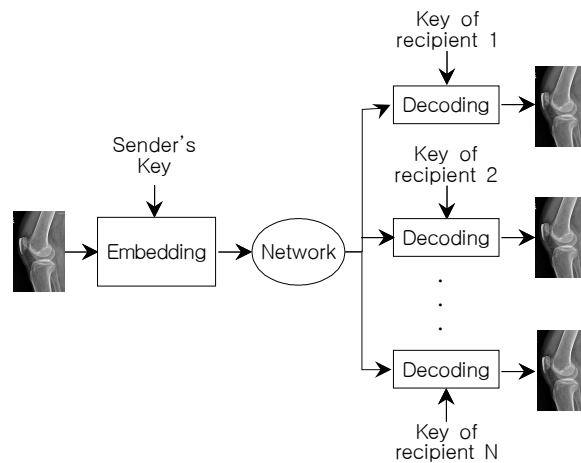 Key of
recipient 1
Decoding
Sender's
Key
Key of
recipient 2
Embedding
Network
Decoding
Decoding
Key of
recipient N